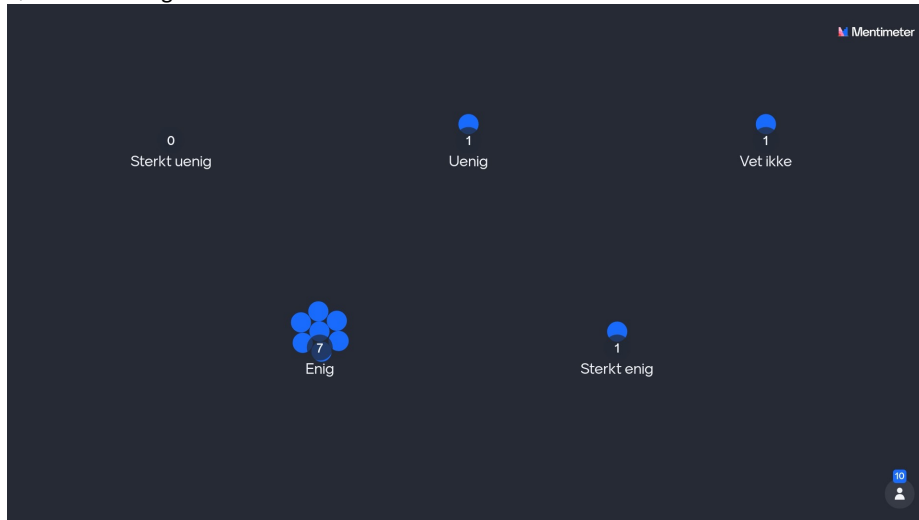 Mentimeter
0
Sterkt uenig
1
Uenig
1
Vet ikke
7
Enig
1
Sterkt enig
10